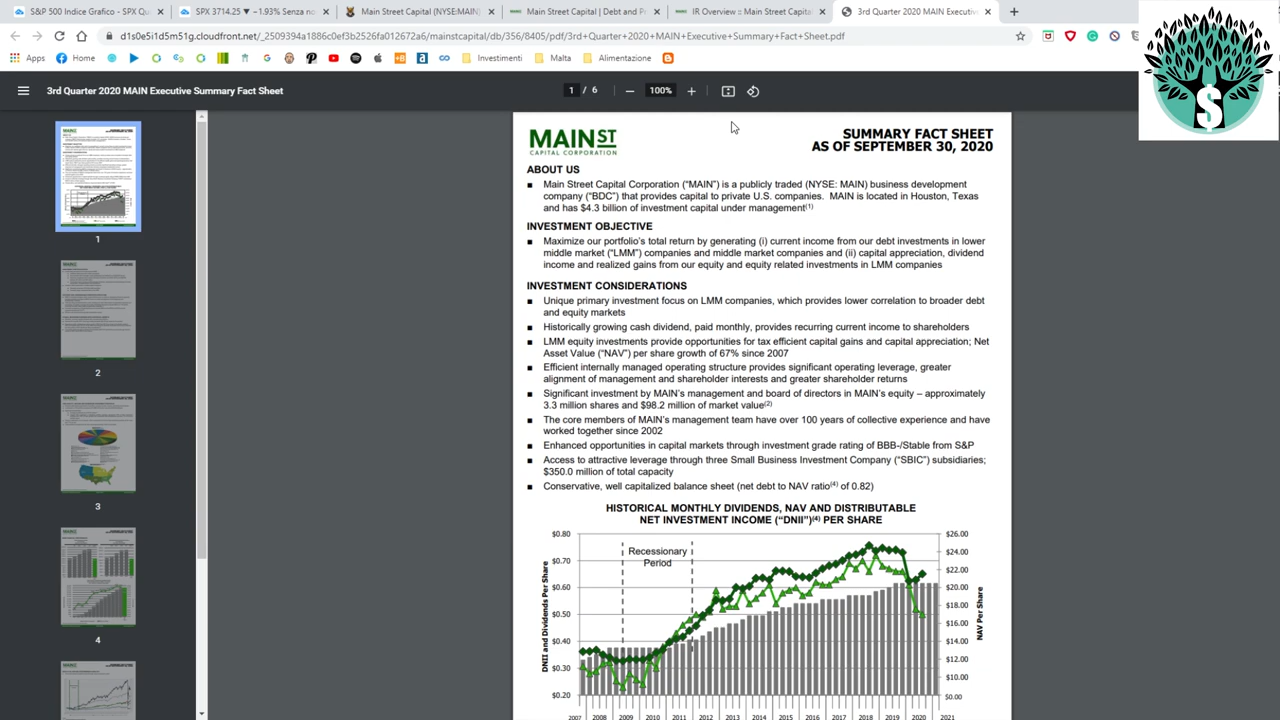 S&P 500 Indice Grafico - SPX Qu
SPX 3714.25 ▼ −1.93% Senza no
Main Street Capital (NYSE:MAIN)
Main Street Capital | Debt and Pr
IR Overview :: Main Street Capital
3rd Quarter 2020 MAIN Executive
d1s0e5i1d5m51g.cloudfront.net/_2509394a1886c0ef3b2526fa012672a6/mainstcapital/db/356/8405/pdf/3rd+Quarter+2020+MAIN+Executive+Summary+Fact+Sheet.pdf
Apps
Home
Investimenti
Malta
Alimentazione
3rd Quarter 2020 MAIN Executive Summary Fact Sheet
1 / 6
100%
1
2
3
4
MAIN ST
CAPITAL CORPORATION
SUMMARY FACT SHEET
AS OF SEPTEMBER 30, 2020
ABOUT US
Main Street Capital Corporation ("MAIN") is a publicly traded (NYSE: MAIN) business development
company ("BDC") that provides capital to private U.S. companies. MAIN is located in Houston, Texas
and has $4.3 billion of investment capital under management(1)
INVESTMENT OBJECTIVE
Maximize our portfolio's total return by generating (i) current income from our debt investments in lower
middle market ("LMM") companies and middle market companies and (ii) capital appreciation, dividend
income and realized gains from our equity and equity related investments in LMM companies
INVESTMENT CONSIDERATIONS
Unique primary investment focus on LMM companies, which provides lower correlation to broader debt
and equity markets
Historically growing cash dividend, paid monthly, provides recurring current income to shareholders
LMM equity investments provide opportunities for tax efficient capital gains and capital appreciation; Net
Asset Value ("NAV") per share growth of 67% since 2007
Efficient internally managed operating structure provides significant operating leverage, greater
alignment of management and shareholder interests and greater shareholder returns
Significant investment by MAIN's management and board of directors in MAIN's equity – approximately
3.3 million shares and $98.2 million of market value(2)
The core members of MAIN's management team have over 100 years of collective experience and have
worked together since 2002
Enhanced opportunities in capital markets through investment grade rating of BBB-/Stable from S&P
Access to attractive leverage through three Small Business Investment Company ("SBIC") subsidiaries;
$350.0 million of total capacity
Conservative, well capitalized balance sheet (net debt to NAV ratio(4) of 0.82)
HISTORICAL MONTHLY DIVIDENDS, NAV AND DISTRIBUTABLE
NET INVESTMENT INCOME ("DNII")(4) PER SHARE
DNII and Dividends Per Share
$0.80
$0.70
$0.60
$0.50
$0.40
$0.30
$0.20
Recessionary
Period
$26.00
$24.00
$22.00
$20.00
$18.00
$16.00
$14.00
$12.00
$10.00
$0.00
NAV Per Share
2007 2008 2009 2010 2011 2012 2013 2014 2015 2016 2017 2018 2019 2020 2021
$